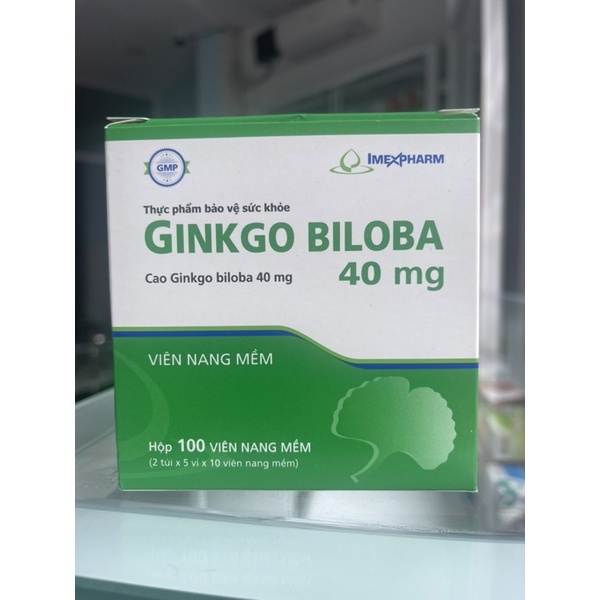 GMP
IMEXPHARM
Thực phẩm bảo vệ sức khỏe
GINKGO BILOBA
40 mg
Cao Ginkgo biloba 40 mg
VIÊN NANG MỀM
Hộp 100 VIÊN NANG MỀM
(2 túi x 5 vỉ x 10 viên nang mềm)